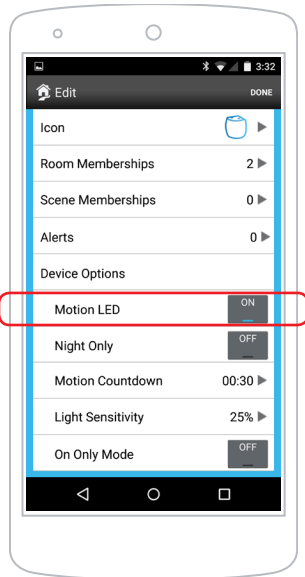 3:32
Edit DONE
Icon
Room Memberships 2
Scene Memberships 0
Alerts 0
Device Options
Motion LED ON
Night Only OFF
Motion Countdown 00:30
Light Sensitivity 25%
On Only Mode OFF